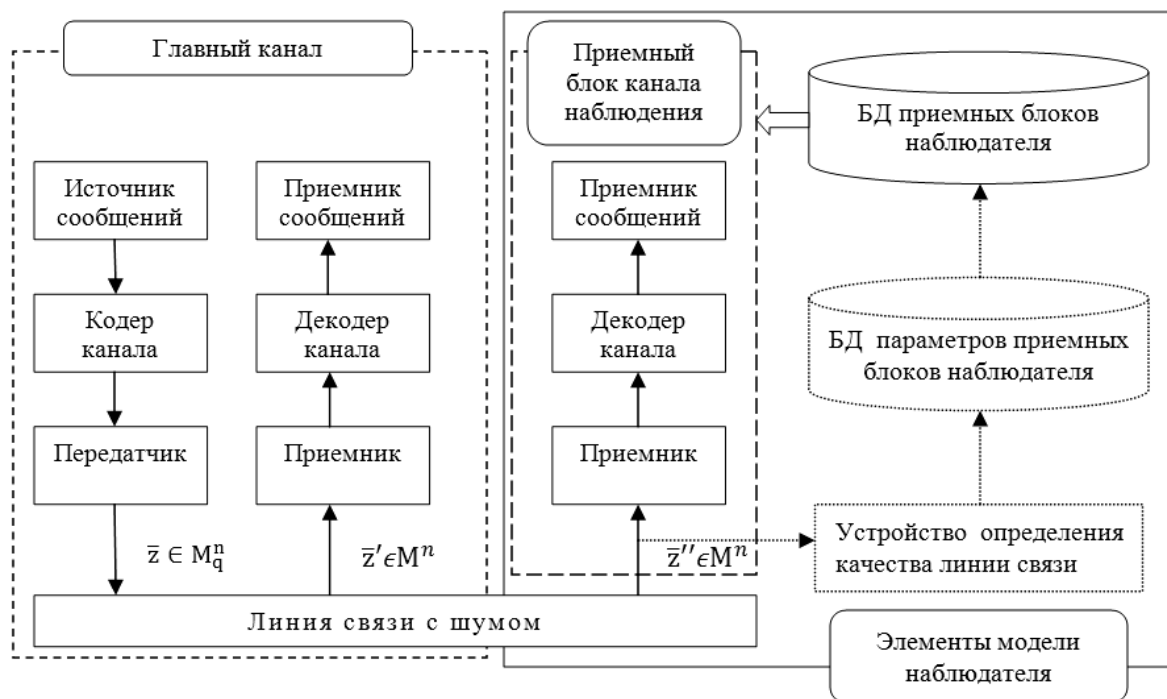 Главный канал
Приемный
блок канала
наблюдения
БД приемных блоков
наблюдателя
Источник
сообщений
Приемник
сообщений
Приемник
сообщений
Кодер
канала
Декодер
канала
Декодер
канала
БД параметров приемных
блоков наблюдателя
Передатчик
Приемник
Приемник
Устройство определения
качества линии связи
z̅ ∈ M_q^n
z̅′ϵM^n
z̅′′ϵM^n
Линия связи с шумом
Элементы модели
наблюдателя